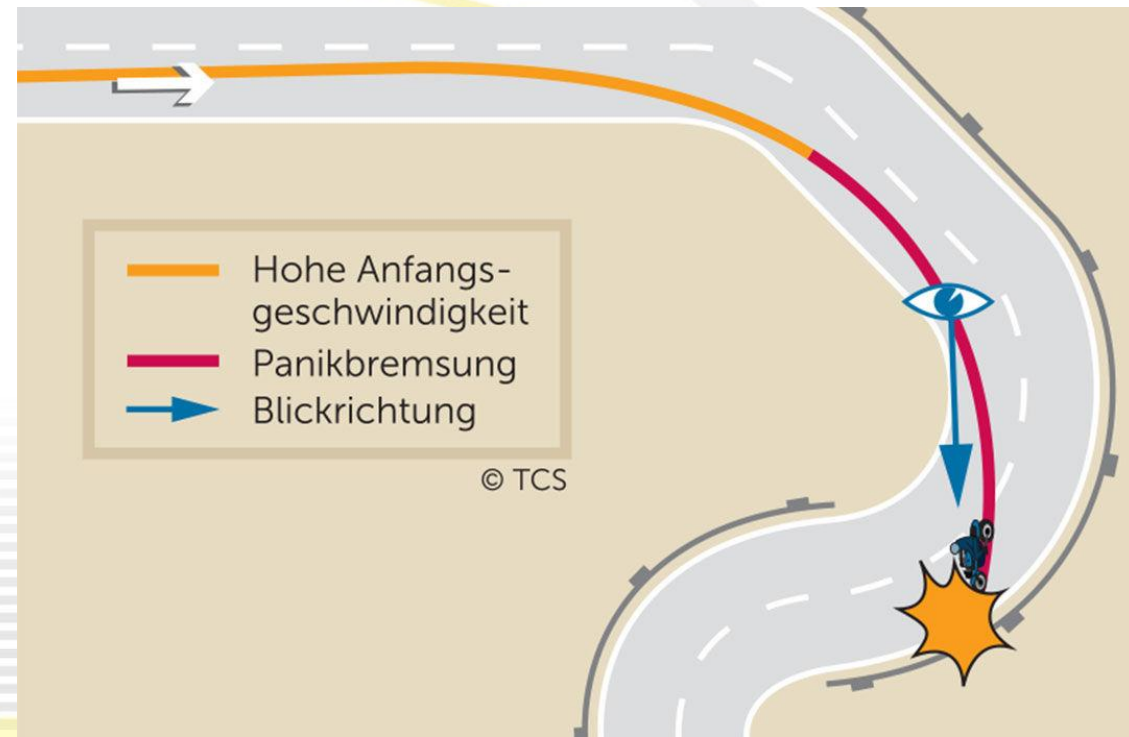 Hohe Anfangs-
geschwindigkeit
Panikbremsung
Blickrichtung
© TCS